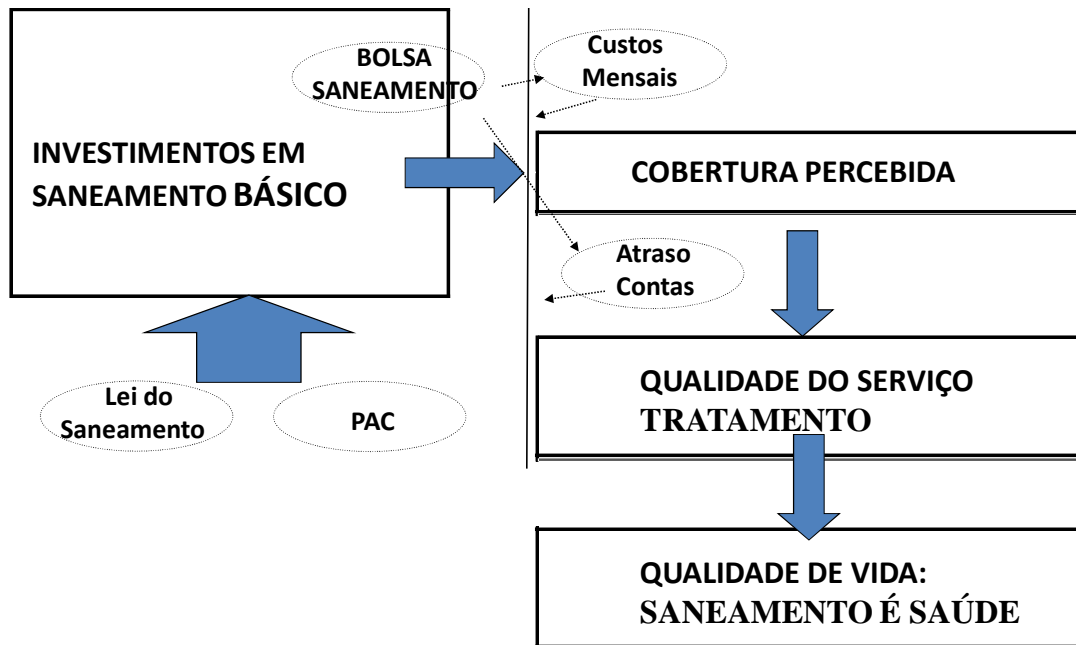 BOLSA
SANEAMENTO
Custos
Mensais
INVESTIMENTOS EM
SANEAMENTO BÁSICO
COBERTURA PERCEBIDA
Atraso
Contas
Lei do
Saneamento
PAC
QUALIDADE DO SERVIÇO
TRATAMENTO
QUALIDADE DE VIDA:
SANEAMENTO É SAÚDE